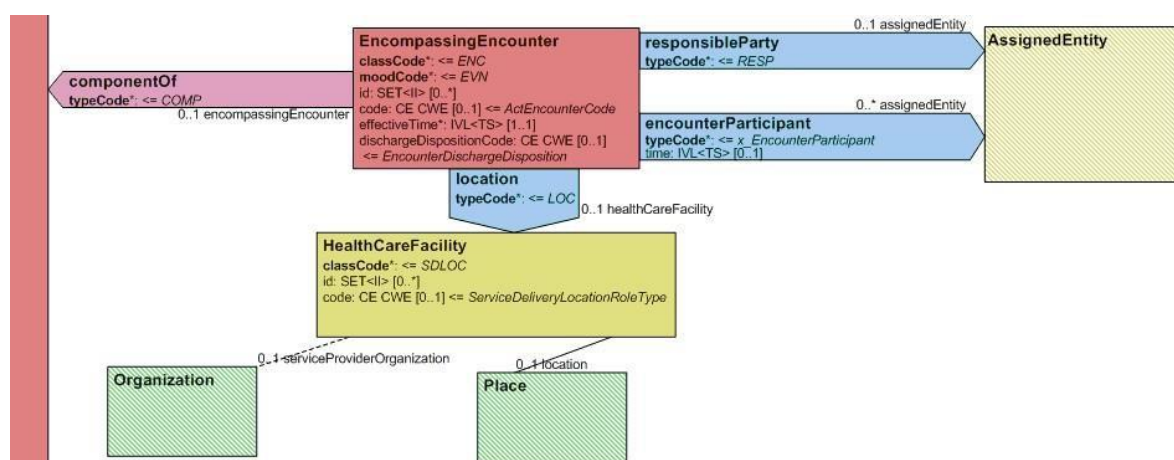 componentOf
typeCode*: <= COMP
0..1 encompassingEncounter
EncompassingEncounter
classCode*: <= ENC
moodCode*: <= EVN
id: SET<II> [0..*]
code: CE CWE [0..1] <= ActEncounterCode
effectiveTime*: IVL<TS> [1..1]
dischargeDispositionCode: CE CWE [0..1]
<= EncounterDischargeDisposition
0..1 assignedEntity
responsibleParty
typeCode*: <= RESP
0..* assignedEntity
encounterParticipant
typeCode*: <= x_EncounterParticipant
time: IVL<TS> [0..1]
AssignedEntity
location
typeCode*: <= LOC
0..1 healthCareFacility
HealthCareFacility
classCode*: <= SDLOC
id: SET<II> [0..*]
code: CE CWE [0..1] <= ServiceDeliveryLocationRoleType
0..1 serviceProviderOrganization
0..1 location
Organization
Place